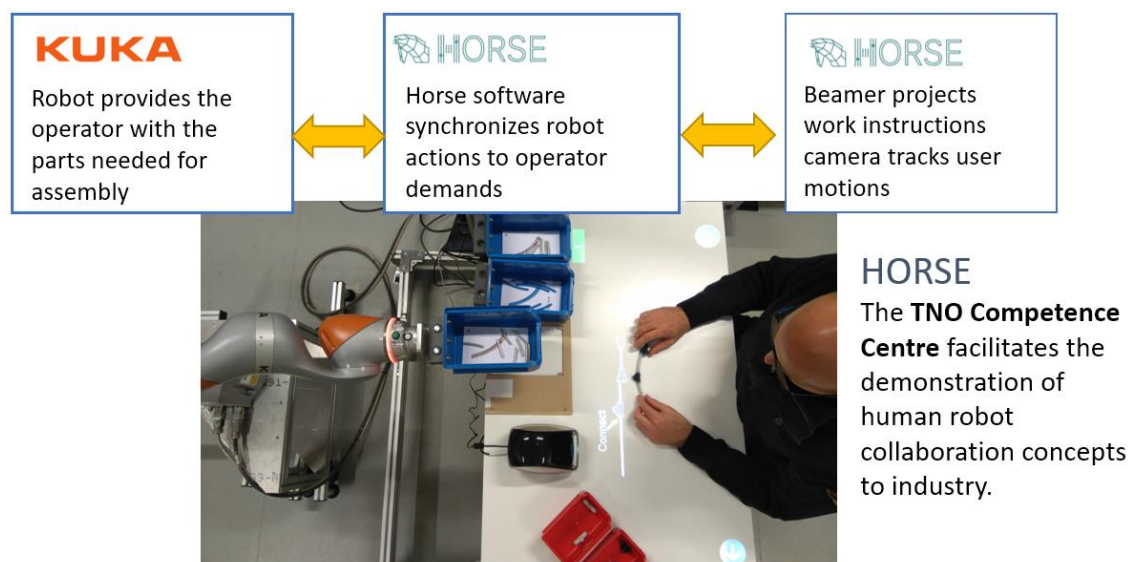 KUKA
Robot provides the
operator with the
parts needed for
assembly
HORSE
Horse software
synchronizes robot
actions to operator
demands
HORSE
Beamer projects
work instructions
camera tracks user
motions
HORSE
The TNO Competence
Centre facilitates the
demonstration of
human robot
collaboration concepts
to industry.
Connect